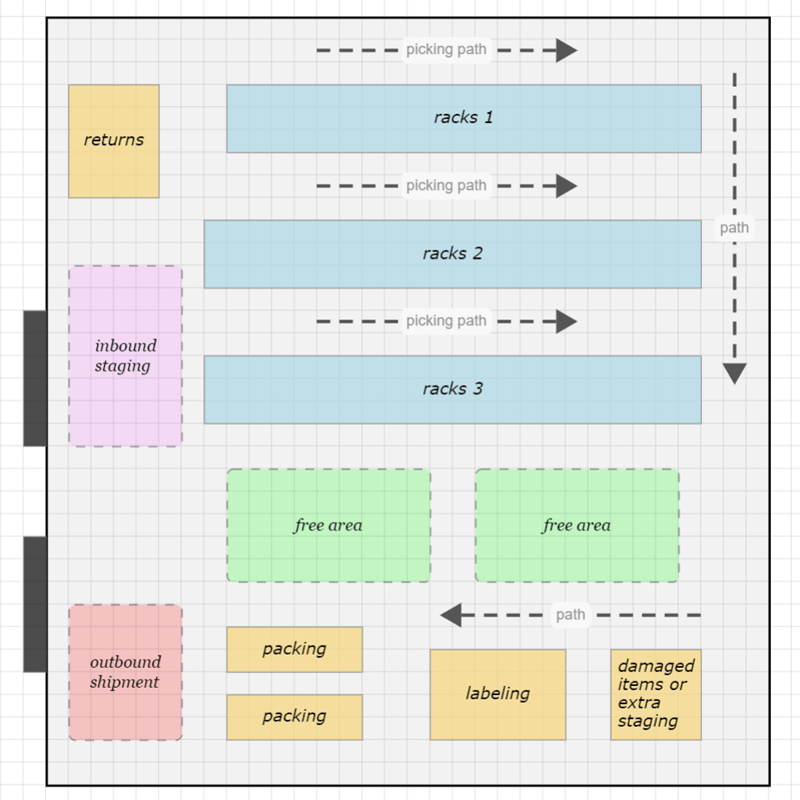 picking path
racks 1
returns
picking path
path
racks 2
picking path
inbound
staging
racks 3
free area
free area
path
packing
outbound
shipment
labeling
damaged
items or
extra
staging
packing